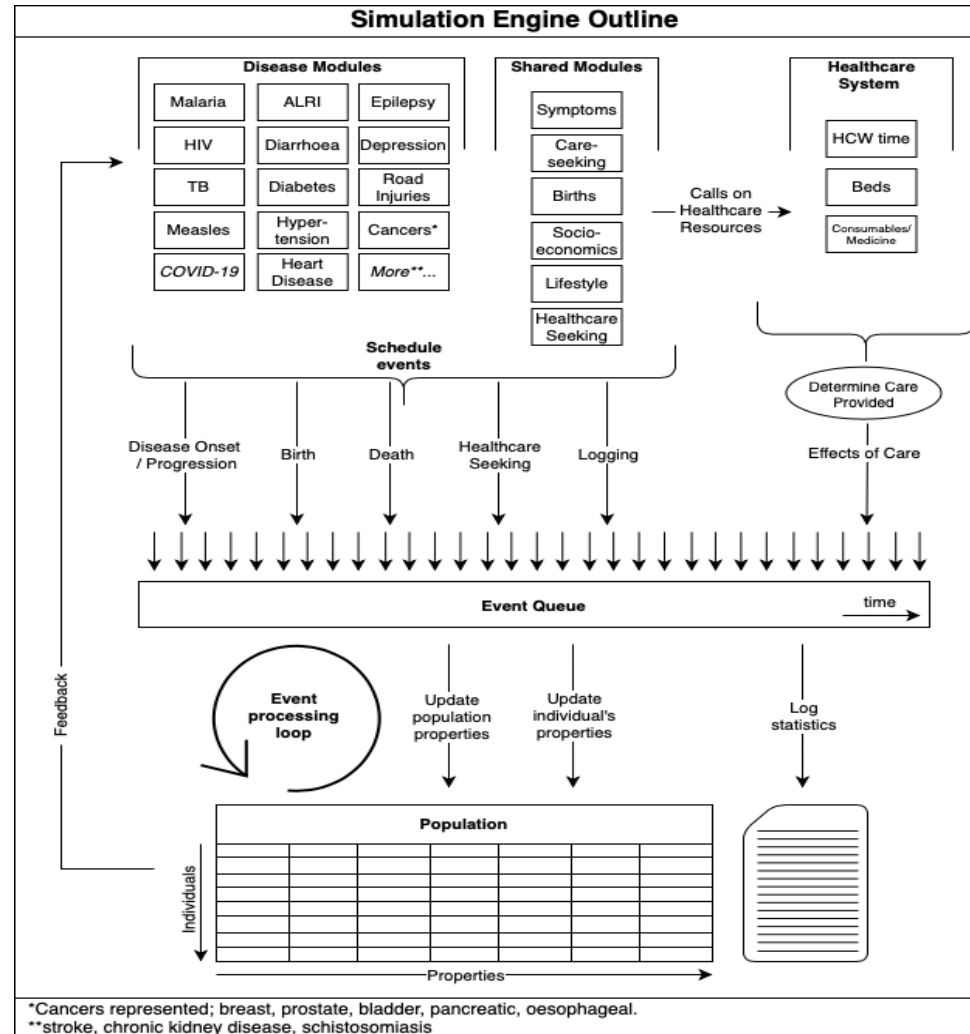 Simulation Engine Outline
Disease Modules
Malaria
ALRI
Epilepsy
HIV
Diarrhoea
Depression
TB
Diabetes
Road
Injuries
Measles
Hyper-
tension
Cancers*
COVID-19
Heart
Disease
More**...
Shared Modules
Symptoms
Care-
seeking
Births
Socio-
economics
Lifestyle
Healthcare
Seeking
Calls on
Healthcare
Resources
Healthcare
System
HCW time
Beds
Consumables/
Medicine
Schedule
events
Determine Care
Provided
Disease Onset
/ Progression
Birth
Death
Healthcare
Seeking
Logging
Effects of Care
Event Queue
time
Feedback
Event
processing
loop
Update
population
properties
Update
individual's
properties
Log
statistics
Population
Individuals
Properties
*Cancers represented; breast, prostate, bladder, pancreatic, oesophageal.
**stroke, chronic kidney disease, schistosomiasis